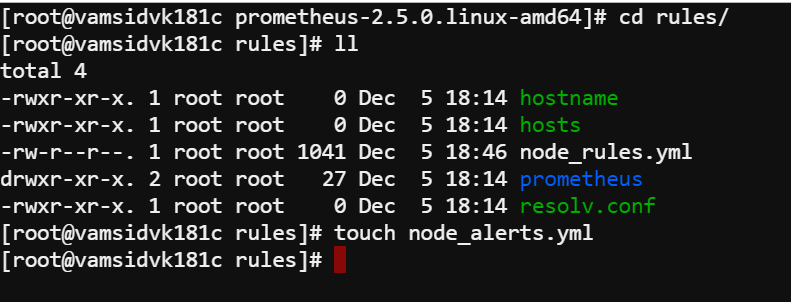 [root@vamsidvk181c prometheus-2.5.0.linux-amd64]# cd rules/
[root@vamsidvk181c rules]# ll
total 4
-rwxr-xr-x. 1 root root    0 Dec  5 18:14 hostname
-rwxr-xr-x. 1 root root    0 Dec  5 18:14 hosts
-rw-r--r--. 1 root root 1041 Dec  5 18:46 node_rules.yml
drwxr-xr-x. 2 root root   27 Dec  5 18:14 prometheus
-rwxr-xr-x. 1 root root    0 Dec  5 18:14 resolv.conf
[root@vamsidvk181c rules]# touch node_alerts.yml
[root@vamsidvk181c rules]#